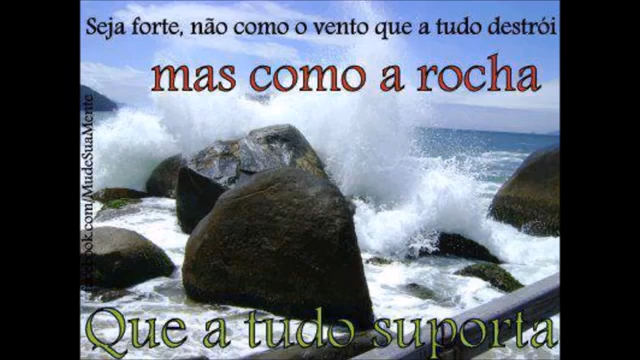 Seja forte, não como o vento que a tudo destrói
mas como a rocha
Que a tudo suporta
facebook.com/MudeSuaMente